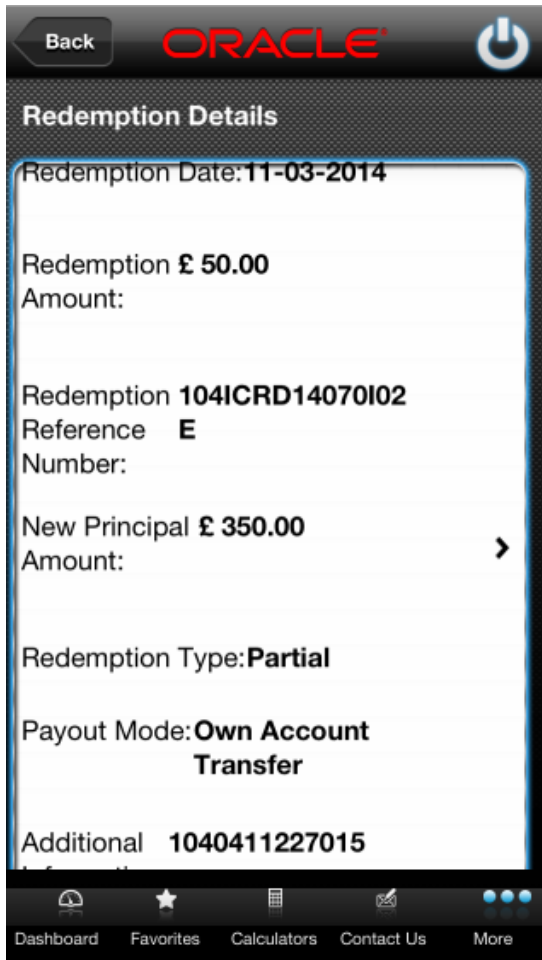 Back
ORACLE
Redemption Details
Redemption Date:11-03-2014
Redemption £ 50.00
Amount:
Redemption 104ICRD14070I02
Reference E
Number:
New Principal £ 350.00
Amount:
Redemption Type:Partial
Payout Mode:Own Account
Transfer
Additional 1040411227015
Dashboard Favorites Calculators Contact Us More